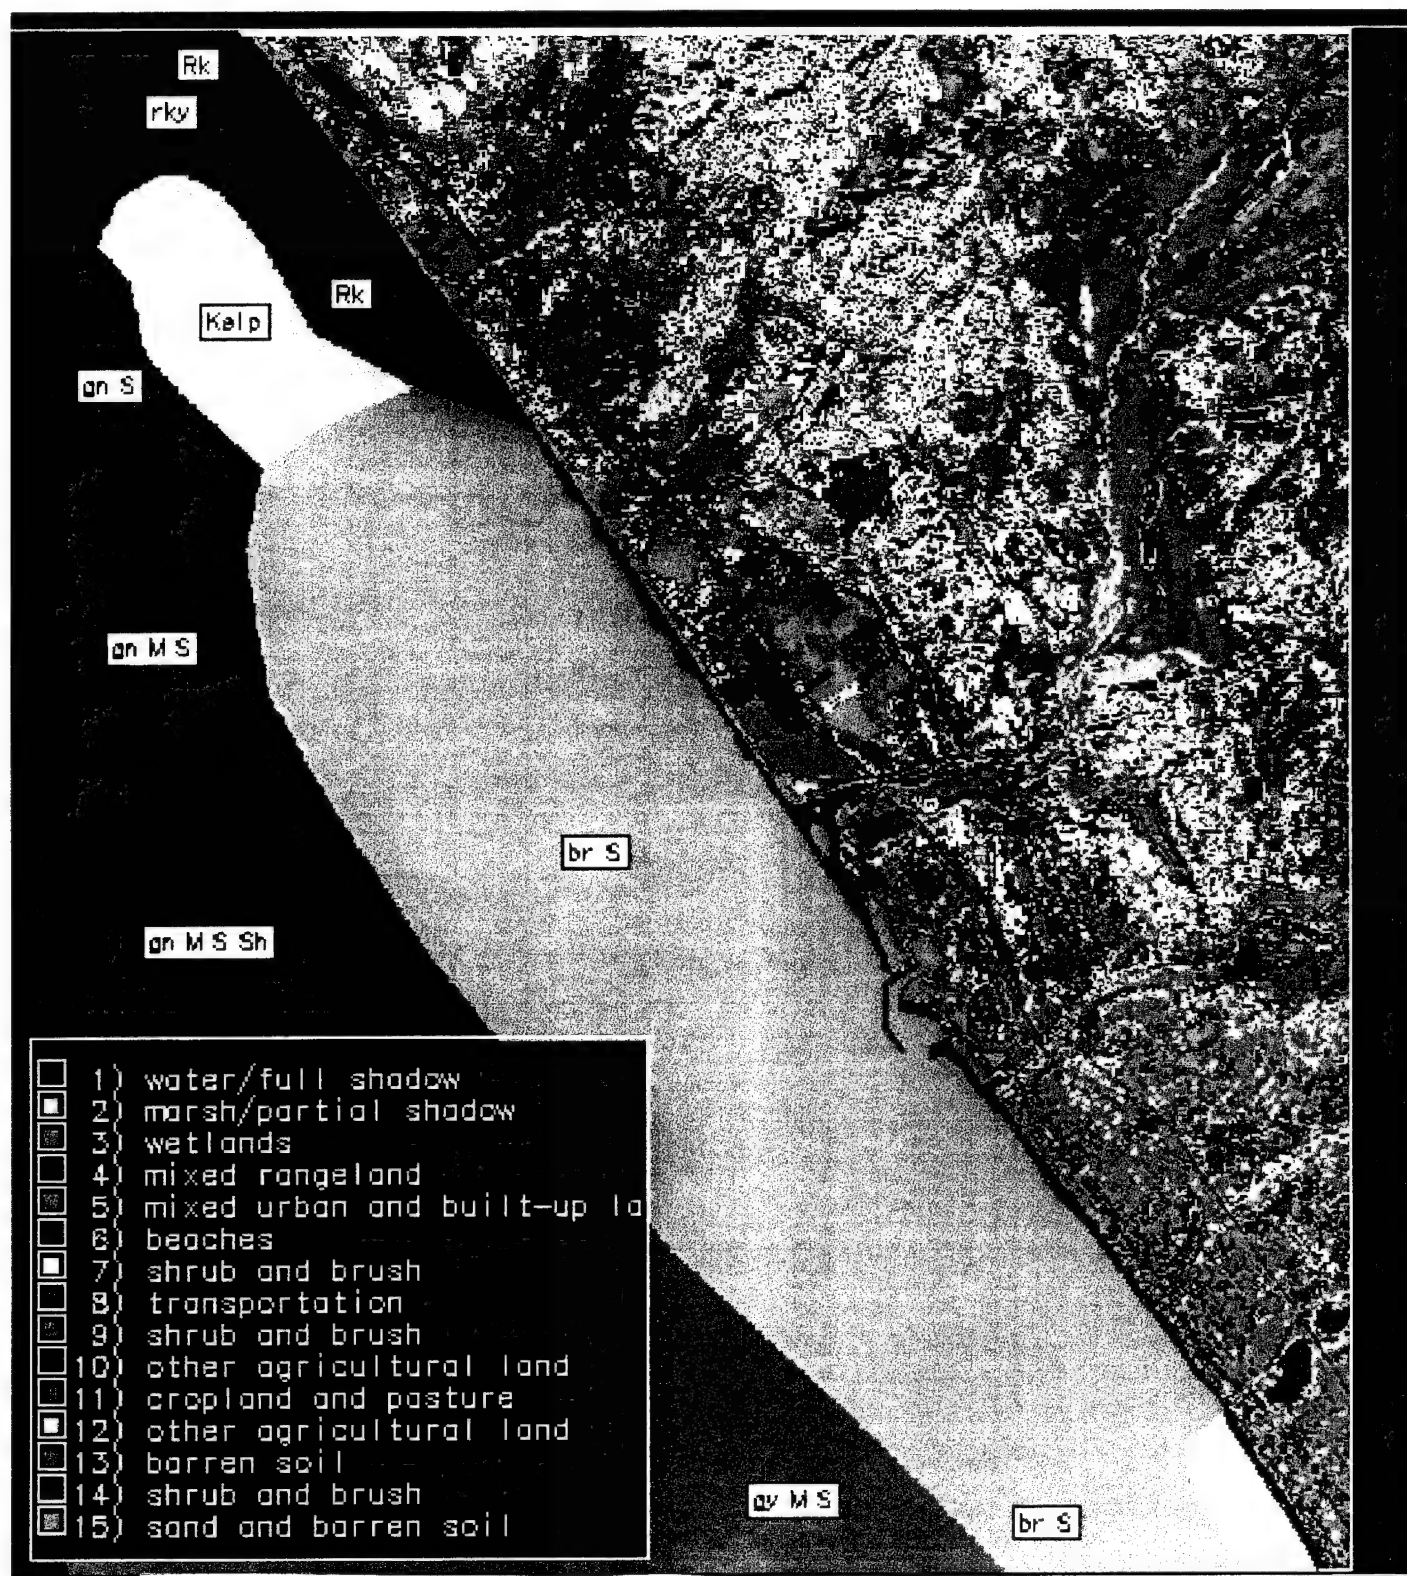 Rk
rky
Rk
Kelp
gn S
gn M S
br S
gn M S Sh
1) water/full shadow
2) marsh/partial shadow
3) wetlands
4) mixed rangeland
5) mixed urban and built-up la
6) beaches
7) shrub and brush
8) transportation
9) shrub and brush
10) other agricultural land
11) cropland and pasture
12) other agricultural land
13) barren soil
14) shrub and brush
15) sand and barren soil
gy M S
br S